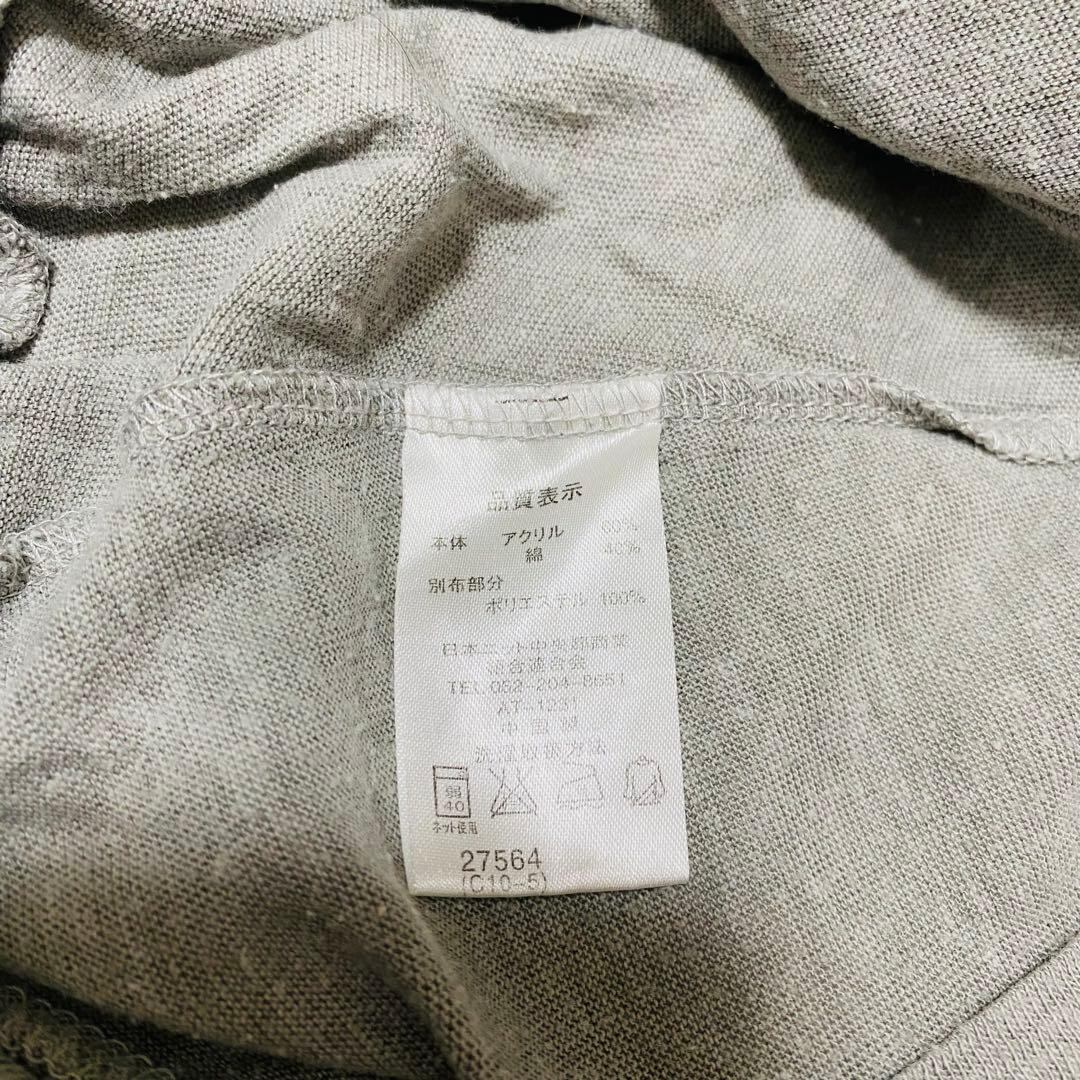 品質表示
本体 アクリル 60%
綿 40%
別布部分
ポリエステル 100%
日本ニット中央卸商業
組合連合会
TEL.052-204-8651
AT-1231
中国製
洗濯取扱方法
弱
40
ネット使用
27564
(C10-5)